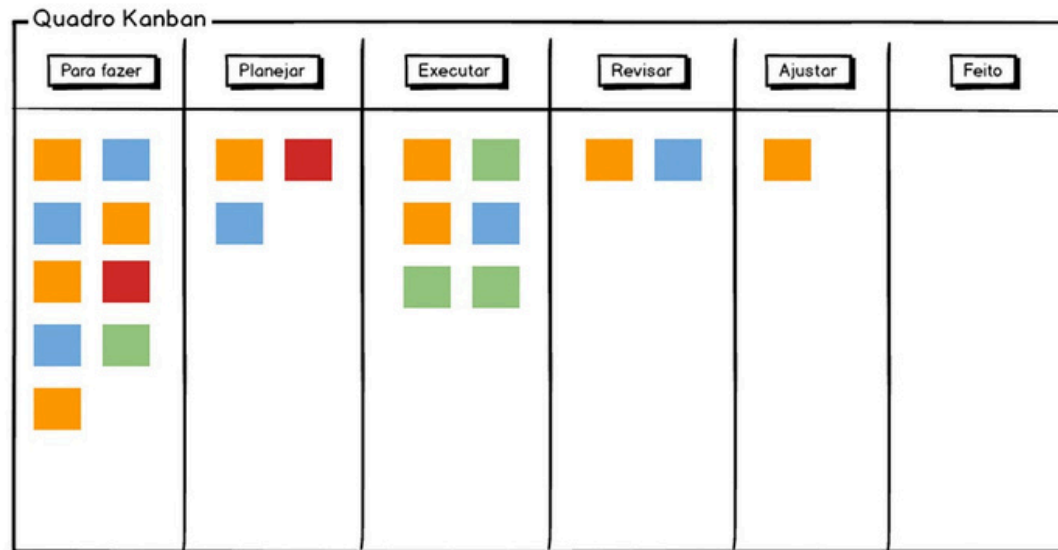 Quadro Kanban
Para fazer
Planejar
Executar
Revisar
Ajustar
Feito